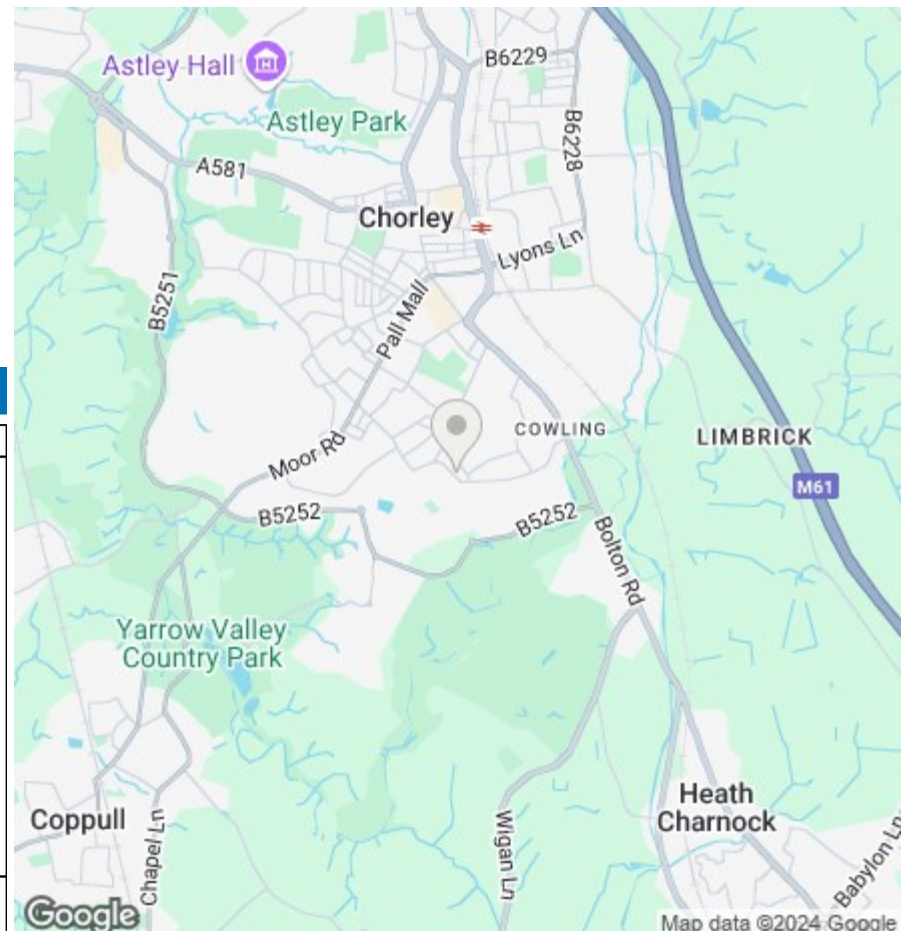 B6229
Astley Hall
Astley Park
B6228
A581
Chorley
Lyons Ln
B5251
Pall Mall
COWLING
LIMBRICK
Moor Rd
M61
B5252
B5252
Bolton Rd
Yarrow Valley
Country Park
Heath
Charnock
Coppull
Chapel Ln
Wigan Ln
Babylon Ln
Google
Map data ©2024 Google